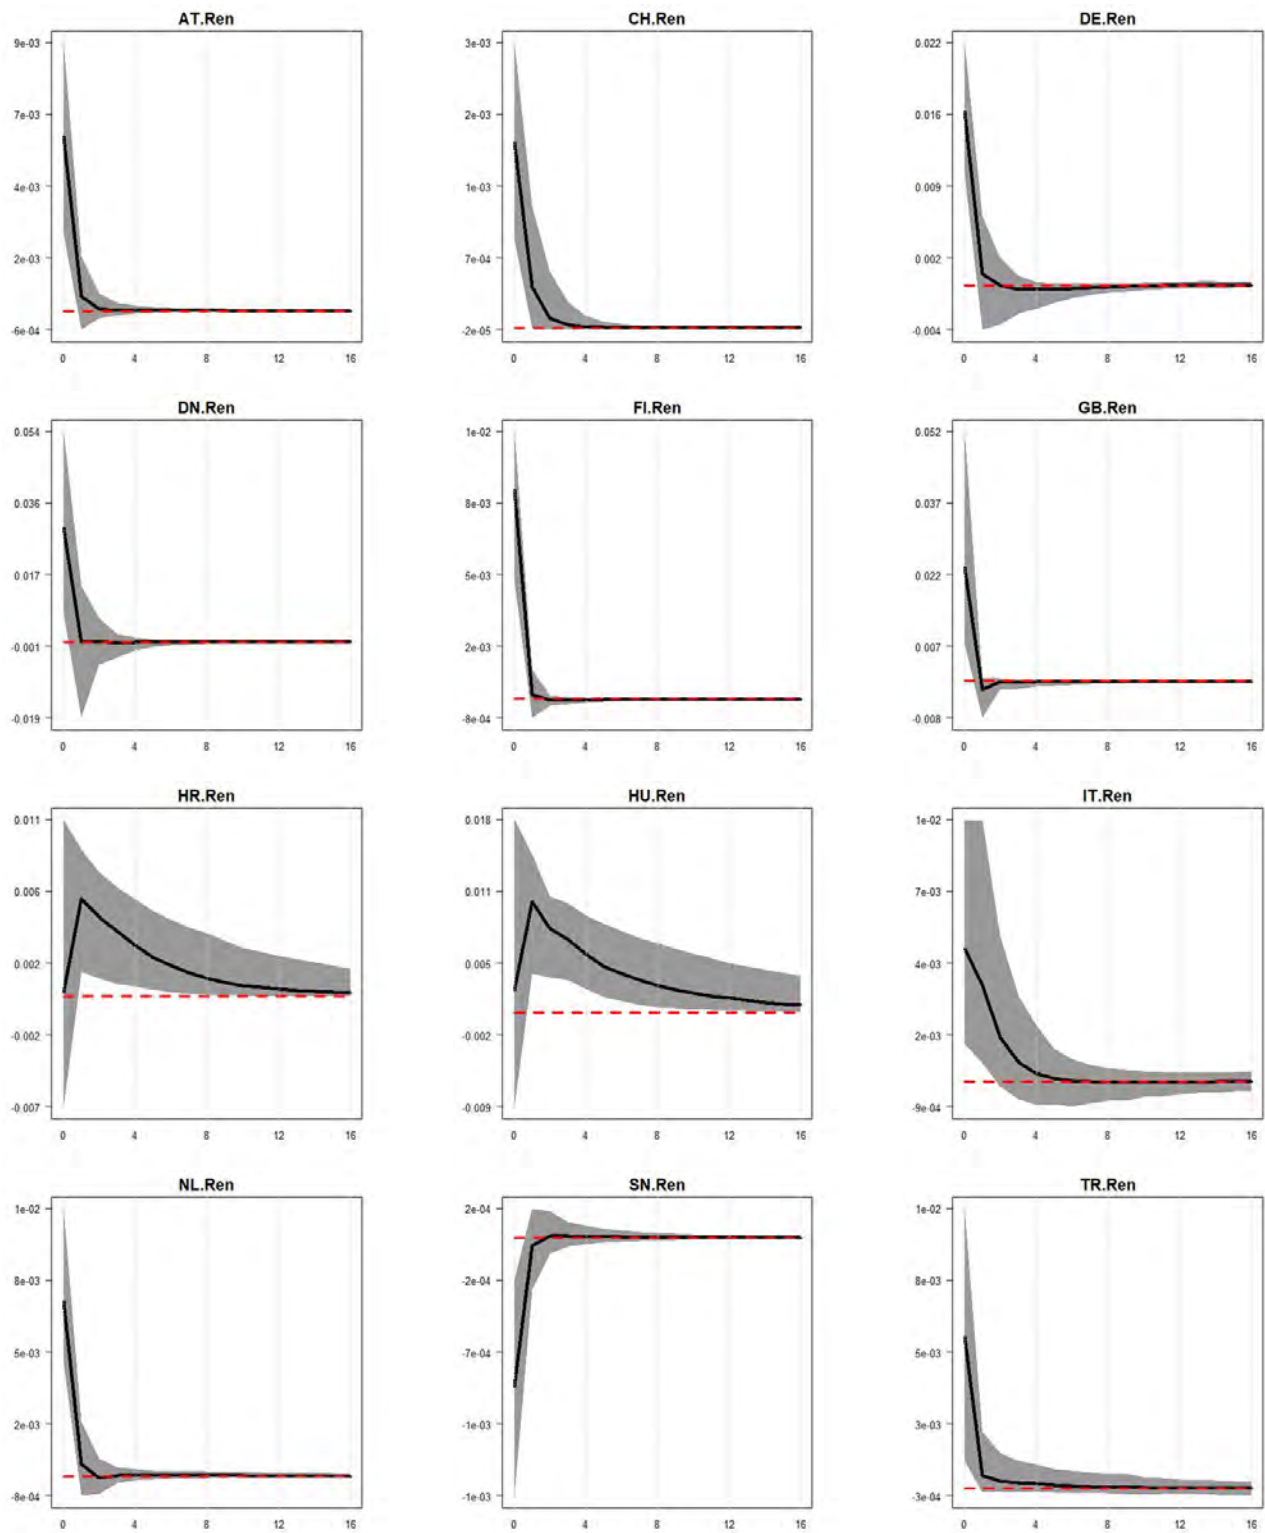 AT.Ren CH.Ren DE.Ren
9e-03 3e-03 0.022
7e-03 2e-03 0.016
4e-03 1e-03 0.009
2e-03 7e-04 0.002
-6e-04 -2e-05 -0.004
0 4 8 12 16 0 4 8 12 16 0 4 8 12 16
DN.Ren FI.Ren GB.Ren
0.054 1e-02 0.052
0.036 8e-03 0.037
0.017 5e-03 0.022
-0.001 2e-03 0.007
-0.019 -8e-04 -0.008
0 4 8 12 16 0 4 8 12 16 0 4 8 12 16
HR.Ren HU.Ren IT.Ren
0.011 0.018 1e-02
0.006 0.011 7e-03
0.002 0.005 4e-03
-0.002 -0.002 2e-03
-0.007 -0.009 -9e-04
0 4 8 12 16 0 4 8 12 16 0 4 8 12 16
NL.Ren SN.Ren TR.Ren
1e-02 2e-04 1e-02
8e-03 -2e-04 8e-03
5e-03 -7e-04 5e-03
2e-03 -1e-03 3e-03
-8e-04 -1e-03 -3e-04
0 4 8 12 16 0 4 8 12 16 0 4 8 12 16